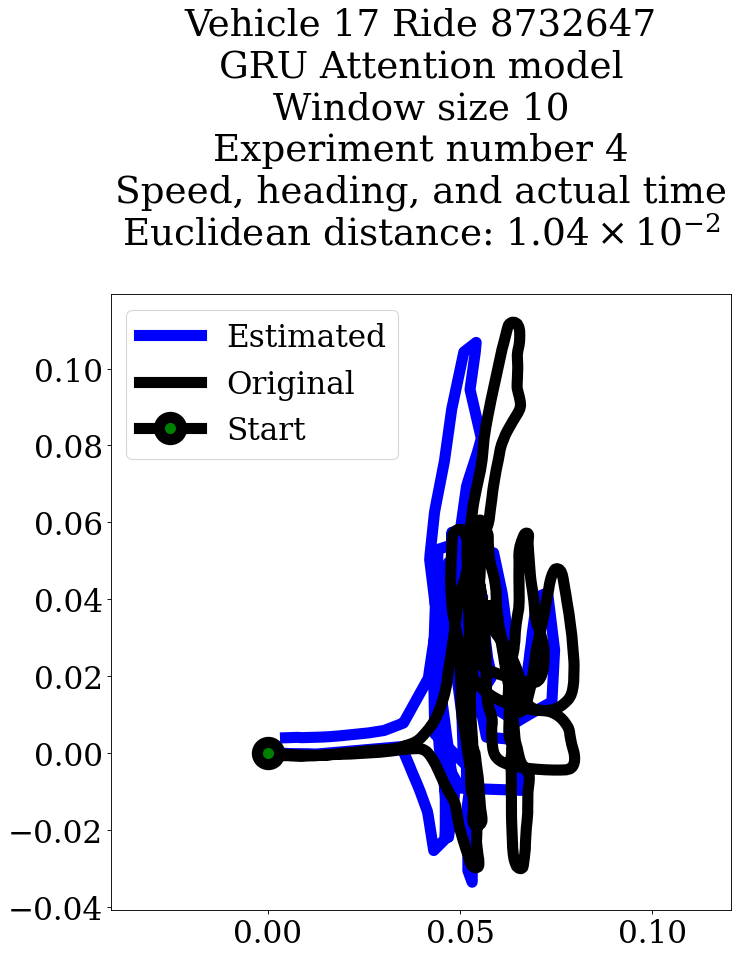 Vehicle 17 Ride 8732647
GRU Attention model
Window size 10
Experiment number 4
Speed, heading, and actual time
Euclidean distance: 1.04 × 10⁻²
Estimated
Original
Start
0.10
0.08
0.06
0.04
0.02
0.00
−0.02
−0.04
0.00 0.05 0.10